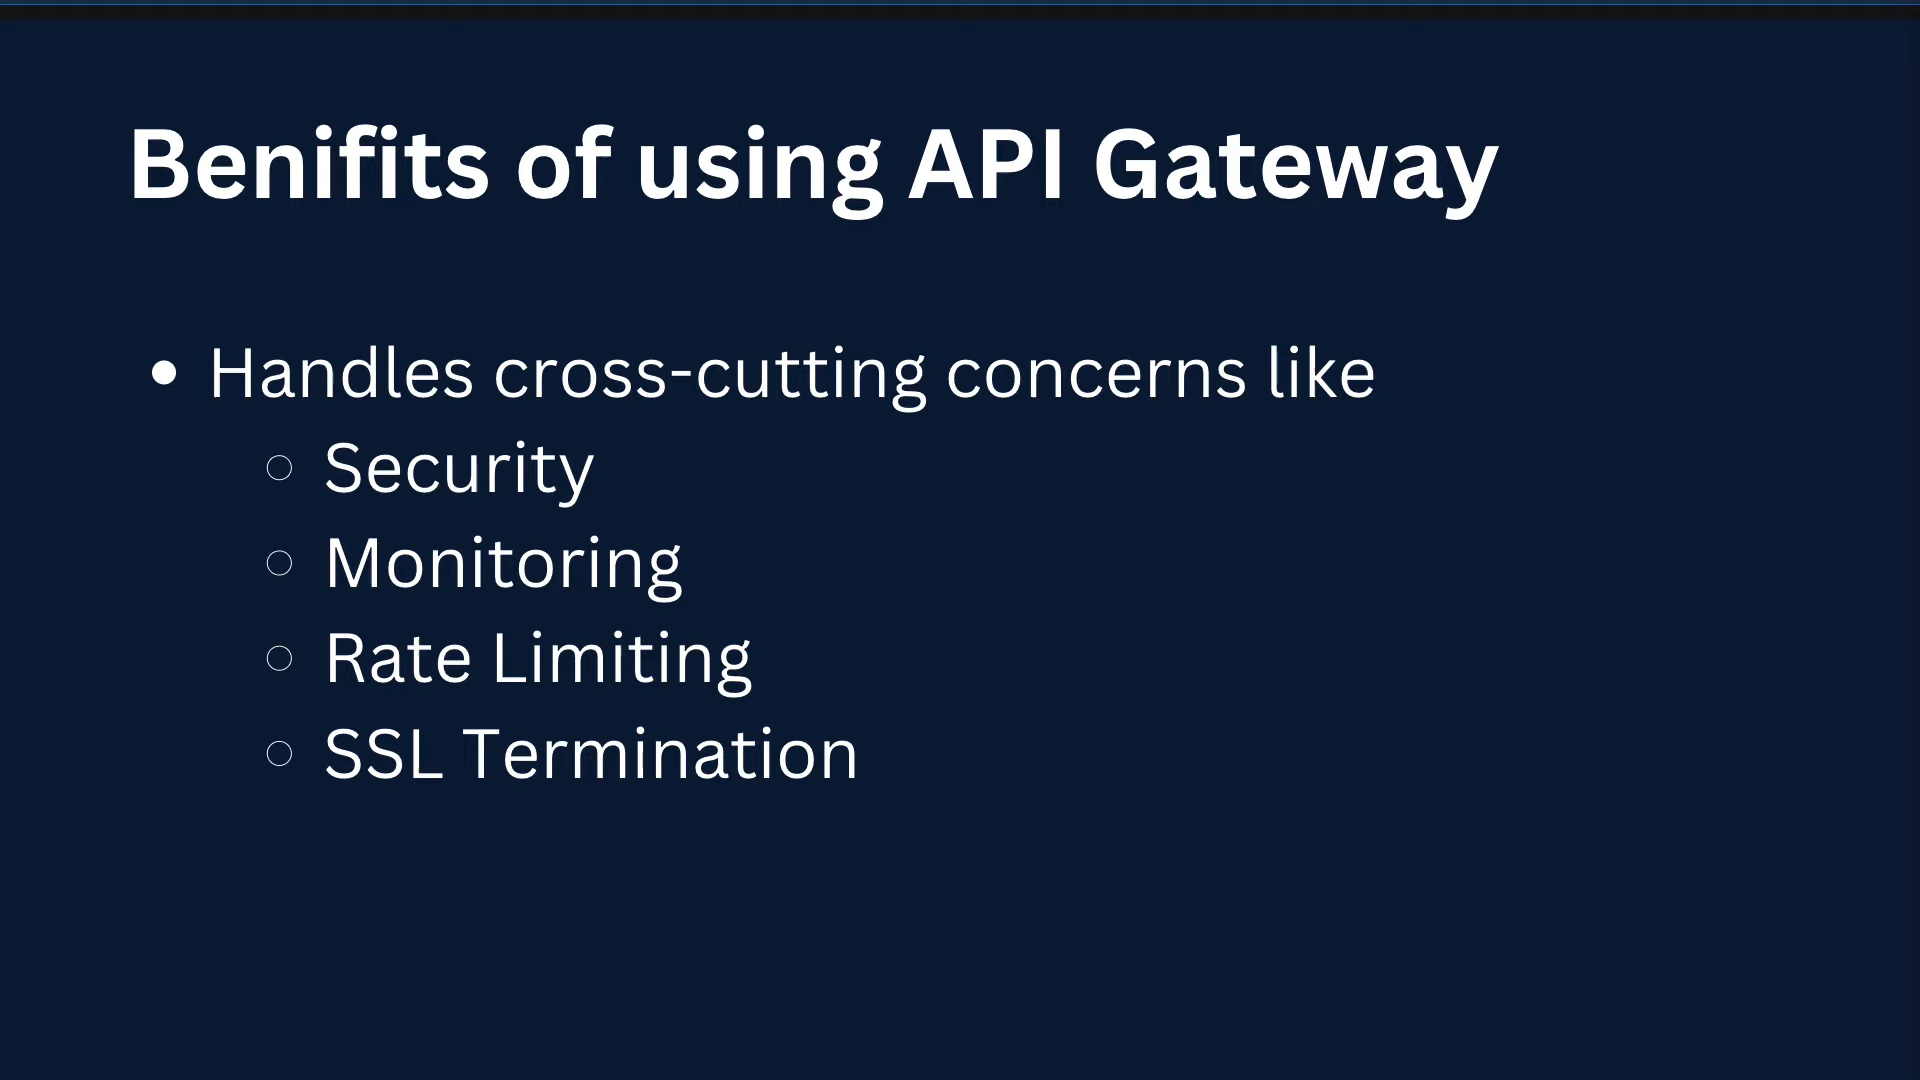 Benifits of using API Gateway
• Handles cross-cutting concerns like
○ Security
○ Monitoring
○ Rate Limiting
○ SSL Termination